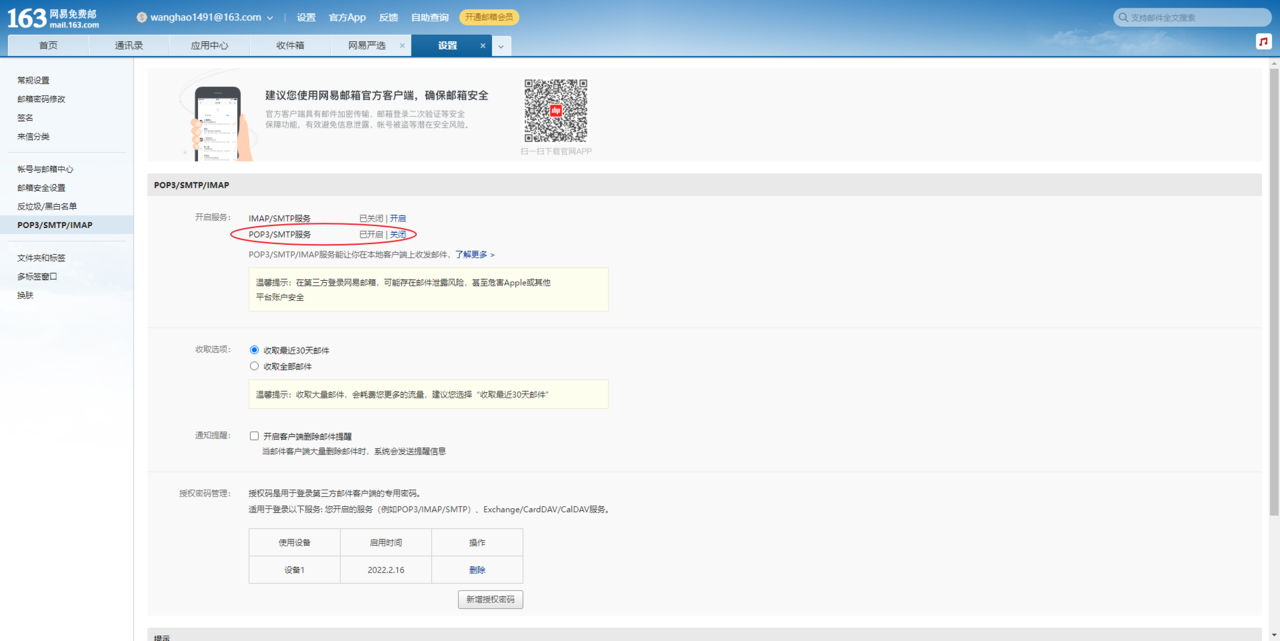 163 网易免费邮
mail.163.com
wanghao1491@163.com
设置
官方App
反馈
自助查询
开通邮箱会员
支持邮件全文搜索
首页
通讯录
应用中心
收件箱
网易严选 ×
设置 ×
常规设置
邮箱密码修改
签名
来信分类
帐号与邮箱中心
邮箱安全设置
反垃圾/黑白名单
POP3/SMTP/IMAP
文件夹和标签
多标签窗口
换肤
建议您使用网易邮箱官方客户端，确保邮箱安全
官方客户端具有邮件加密传输、邮箱登录二次验证等安全
保障功能，有效避免信息泄露、帐号被盗等潜在安全风险。
扫一扫下载官网APP
POP3/SMTP/IMAP
开启服务： IMAP/SMTP服务 已关闭 | 开启
POP3/SMTP服务 已开启 | 关闭
POP3/SMTP/IMAP服务能让你在本地客户端上收发邮件，了解更多 >
温馨提示：在第三方登录网易邮箱，可能存在邮件泄露风险，甚至危害Apple或其他
平台账户安全
收取选项： 收取最近30天邮件
收取全部邮件
温馨提示：收取大量邮件，会耗费您更多的流量，建议您选择“收取最近30天邮件”
通知提醒： 开启客户端删除邮件提醒
当邮件客户端大量删除邮件时，系统会发送提醒信息
授权密码管理： 授权码是用于登录第三方邮件客户端的专用密码。
适用于登录以下服务: 您开启的服务（例如POP3/IMAP/SMTP）、Exchange/CardDAV/CalDAV服务。
使用设备 启用时间 操作
设备1 2022.2.16 删除
新增授权密码
提示